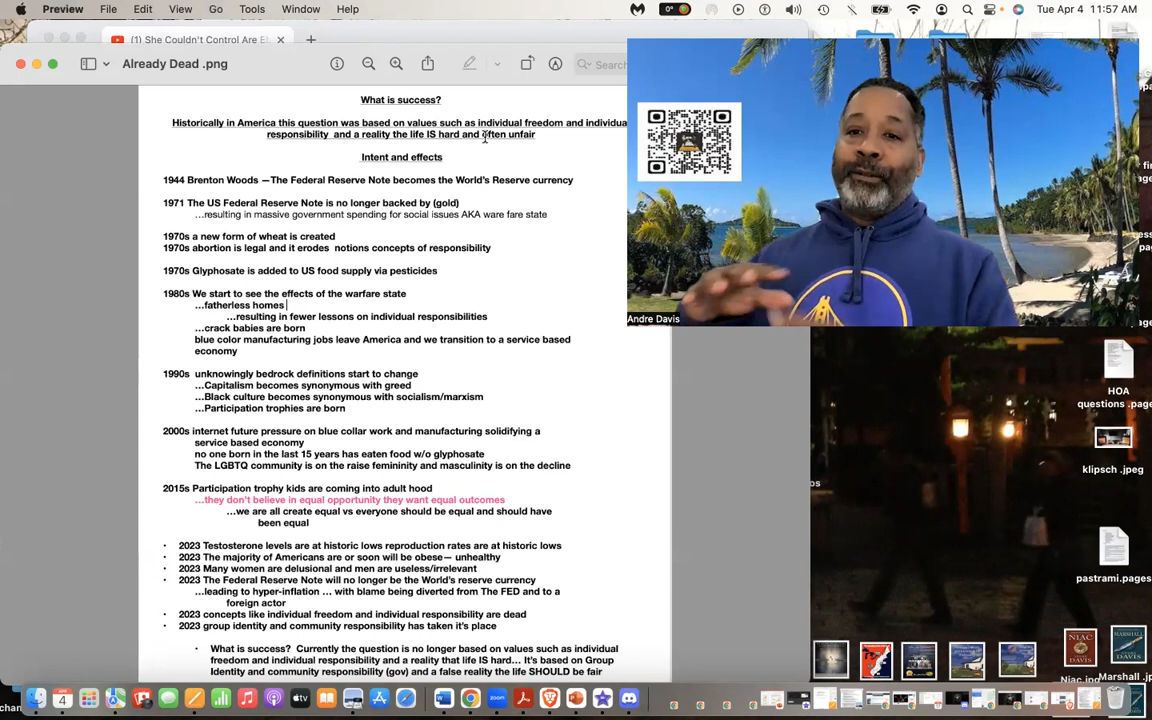 Preview File Edit View Go Tools Window Help
0°
Tue Apr 4 11:57 AM
(1) She Couldn't Control Are E
Already Dead .png
Search
What is success?
Historically in America this question was based on values such as individual freedom and individua
responsibility and a reality the life IS hard and often unfair
Intent and effects
1944 Brenton Woods —The Federal Reserve Note becomes the World's Reserve currency
1971 The US Federal Reserve Note is no longer backed by (gold)
...resulting in massive government spending for social issues AKA ware fare state
1970s a new form of wheat is created
1970s abortion is legal and it erodes notions concepts of responsibility
1970s Glyphosate is added to US food supply via pesticides
1980s We start to see the effects of the warfare state
...fatherless homes
...resulting in fewer lessons on individual responsibilities
...crack babies are born
blue color manufacturing jobs leave America and we transition to a service based
economy
1990s unknowingly bedrock definitions start to change
...Capitalism becomes synonymous with greed
...Black culture becomes synonymous with socialism/marxism
...Participation trophies are born
2000s internet future pressure on blue collar work and manufacturing solidifying a
service based economy
no one born in the last 15 years has eaten food w/o glyphosate
The LGBTQ community is on the raise femininity and masculinity is on the decline
2015s Participation trophy kids are coming into adult hood
...they don't believe in equal opportunity they want equal outcomes
...we are all create equal vs everyone should be equal and should have
been equal
• 2023 Testosterone levels are at historic lows reproduction rates are at historic lows
• 2023 The majority of Americans are or soon will be obese— unhealthy
• 2023 Many women are delusional and men are useless/irrelevant
• 2023 The Federal Reserve Note will no longer be the World's reserve currency
...leading to hyper-inflation ... with blame being diverted from The FED and to a
foreign actor
• 2023 concepts like individual freedom and individual responsibility are dead
• 2023 group identity and community responsibility has taken it's place
• What is success? Currently the question is no longer based on values such as individual
freedom and individual responsibility and a reality that life IS hard... It's based on Group
Identity and community responsibility (gov) and a false reality the life SHOULD be fair
Andre Davis
HOA
questions .page
klipsch .jpeg
pastrami.pages
NIAC
DAVIS
MARSHALL
DAVIS
Niac.jpg
Marshall .jp